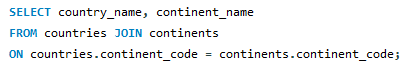 SELECT country_name, continent_name
FROM countries JOIN continents
ON countries.continent_code = continents.continent_code;